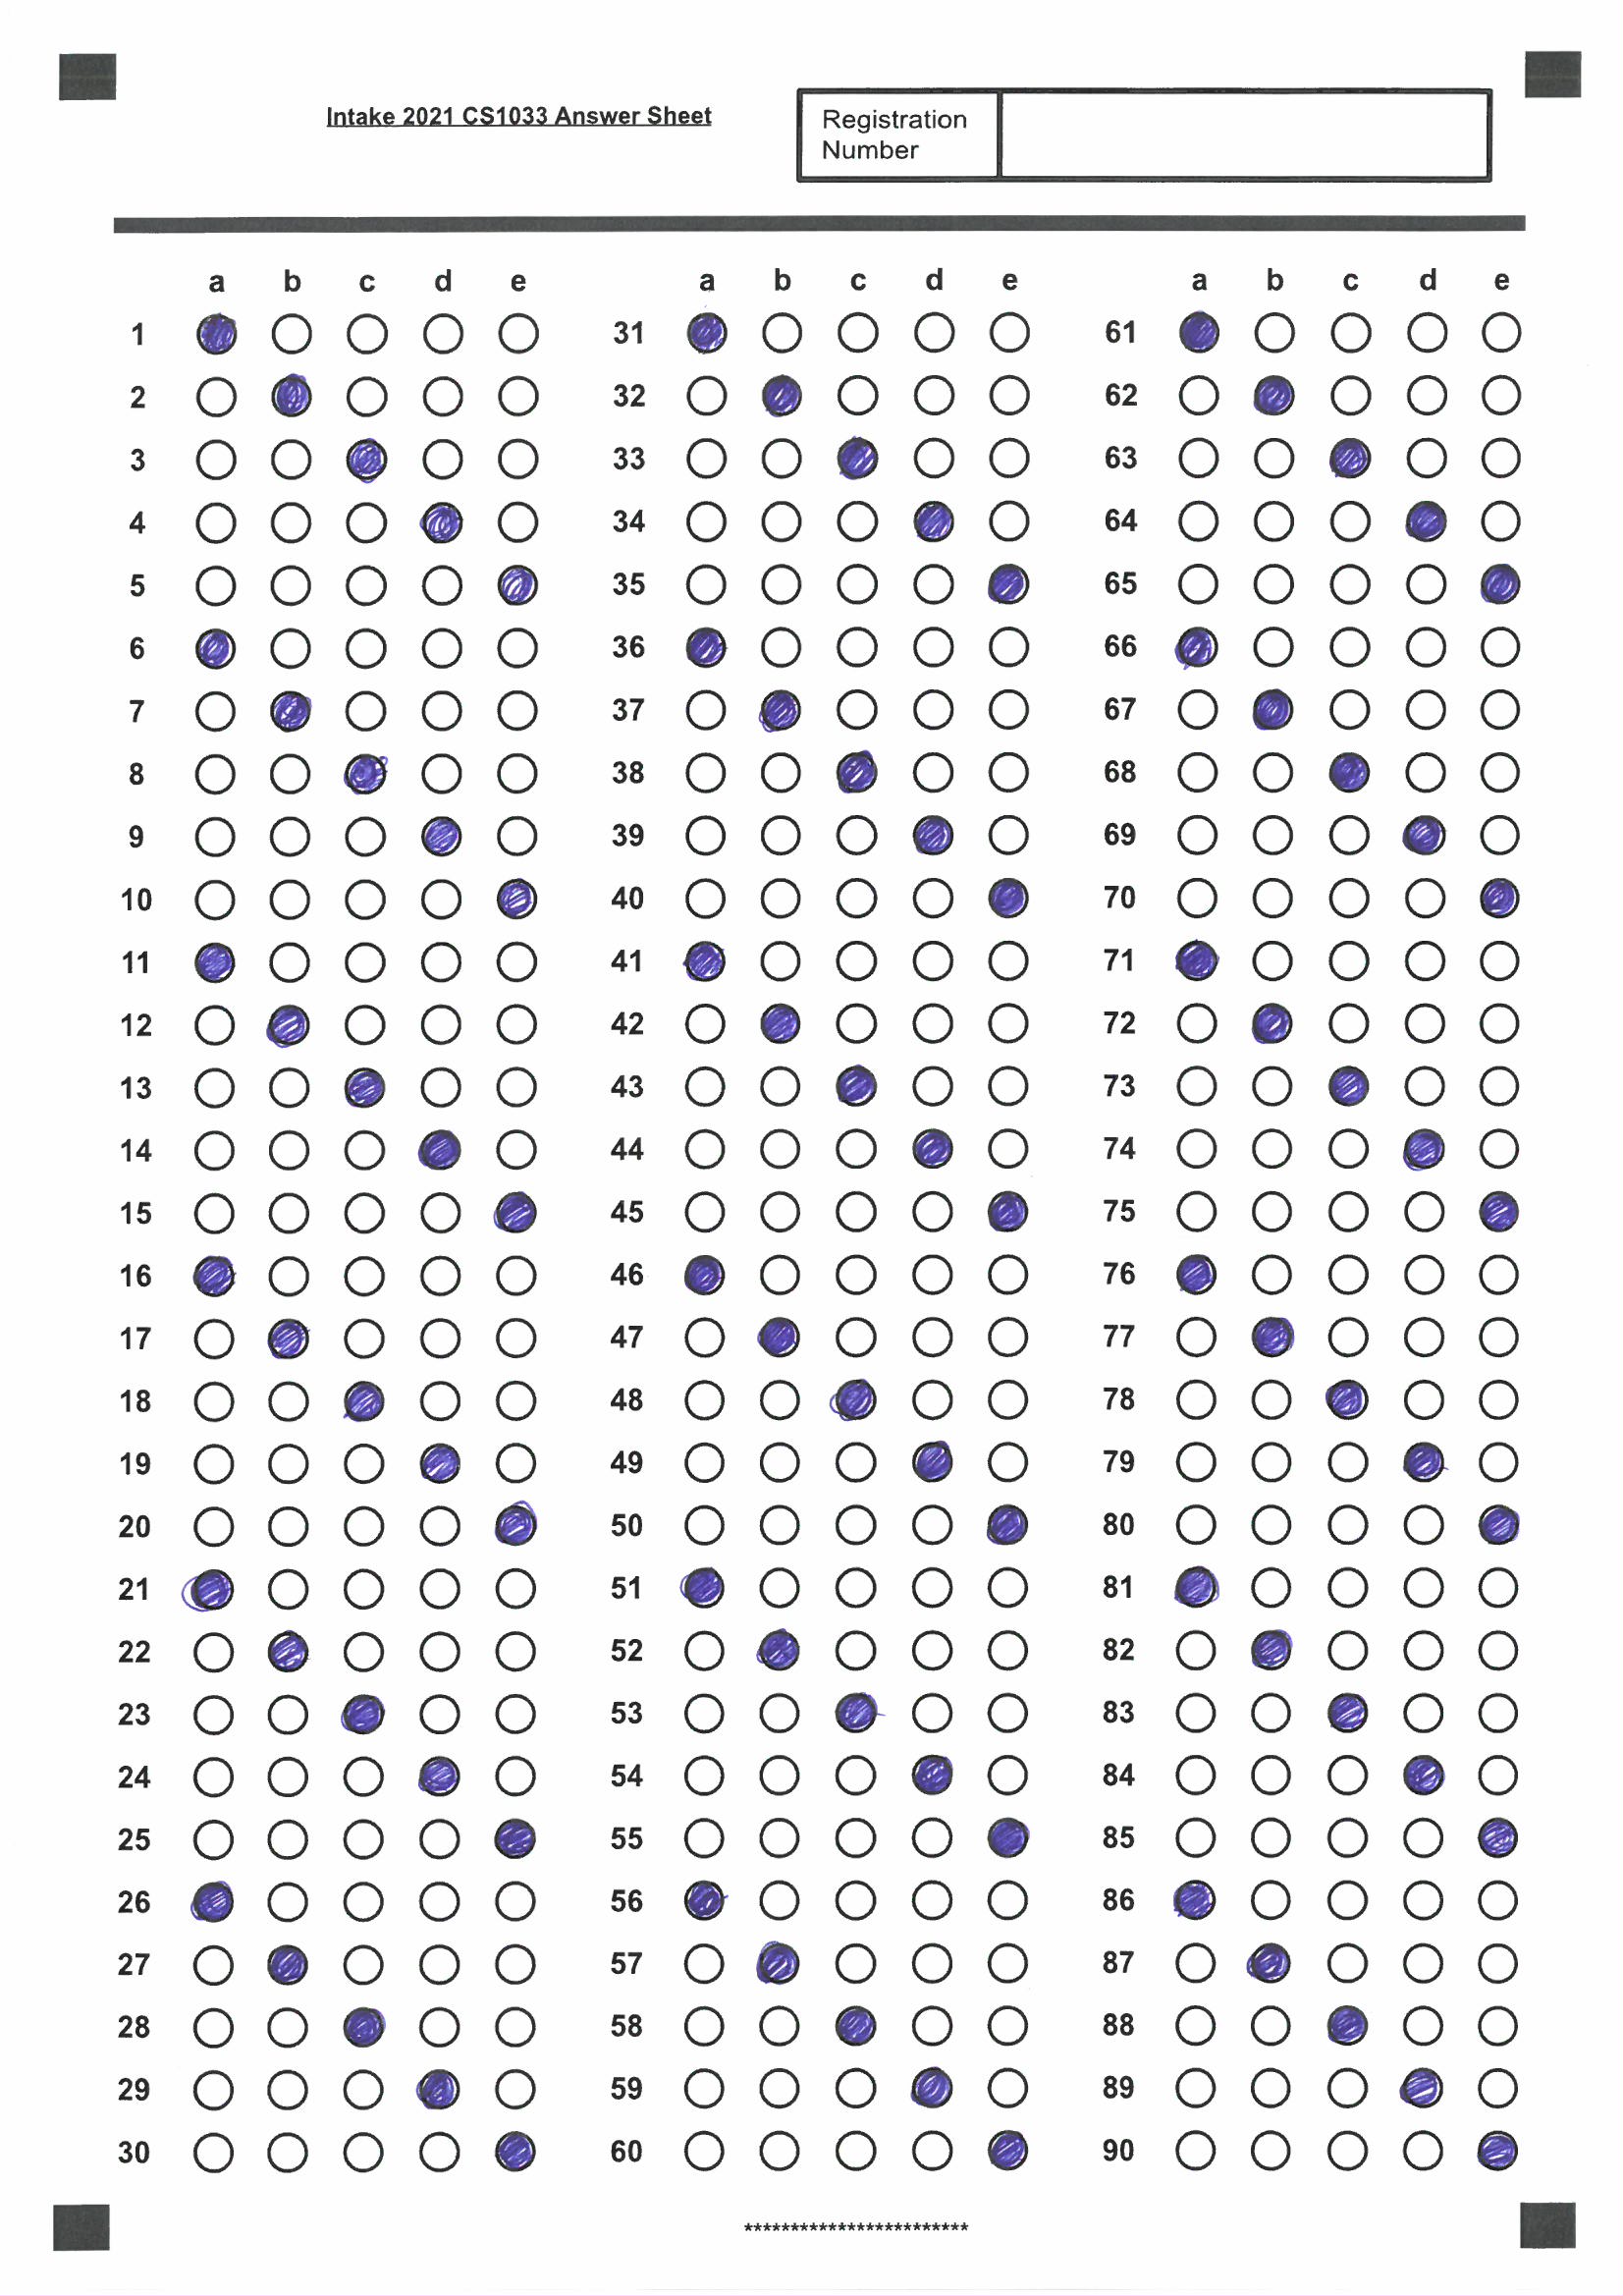 Intake 2021 CS1033 Answer Sheet
Registration
Number
a b c d e a b c d e a b c d e
1 31 61
2 32 62
3 33 63
4 34 64
5 35 65
6 36 66
7 37 67
8 38 68
9 39 69
10 40 70
11 41 71
12 42 72
13 43 73
14 44 74
15 45 75
16 46 76
17 47 77
18 48 78
19 49 79
20 50 80
21 51 81
22 52 82
23 53 83
24 54 84
25 55 85
26 56 86
27 57 87
28 58 88
29 59 89
30 60 90
************************